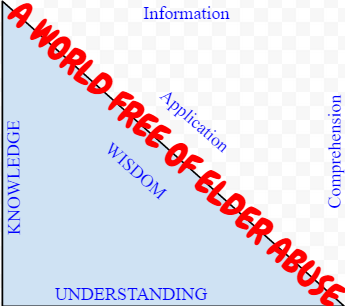 Information
A WORLD FREE OF ELDER ABUSE
Application
WISDOM
KNOWLEDGE
Comprehension
UNDERSTANDING